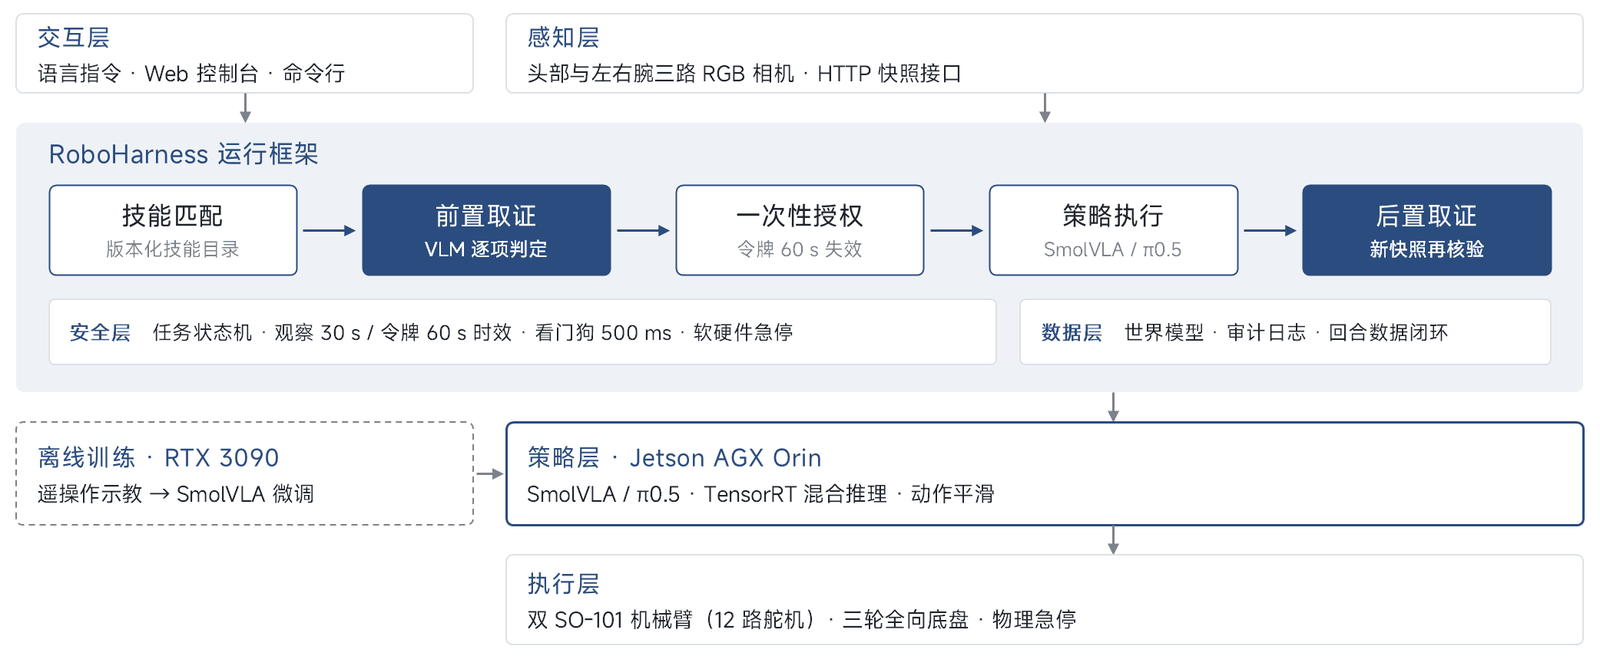 交互层
语言指令 · Web 控制台 · 命令行
感知层
头部与左右腕三路 RGB 相机 · HTTP 快照接口
RoboHarness 运行框架
技能匹配
版本化技能目录
前置取证
VLM 逐项判定
一次性授权
令牌 60 s 失效
策略执行
SmolVLA / π0.5
后置取证
新快照再核验
安全层 任务状态机 · 观察 30 s / 令牌 60 s 时效 · 看门狗 500 ms · 软硬件急停
数据层 世界模型 · 审计日志 · 回合数据闭环
离线训练 · RTX 3090
遥操作示教 → SmolVLA 微调
策略层 · Jetson AGX Orin
SmolVLA / π0.5 · TensorRT 混合推理 · 动作平滑
执行层
双 SO-101 机械臂（12 路舵机）· 三轮全向底盘 · 物理急停